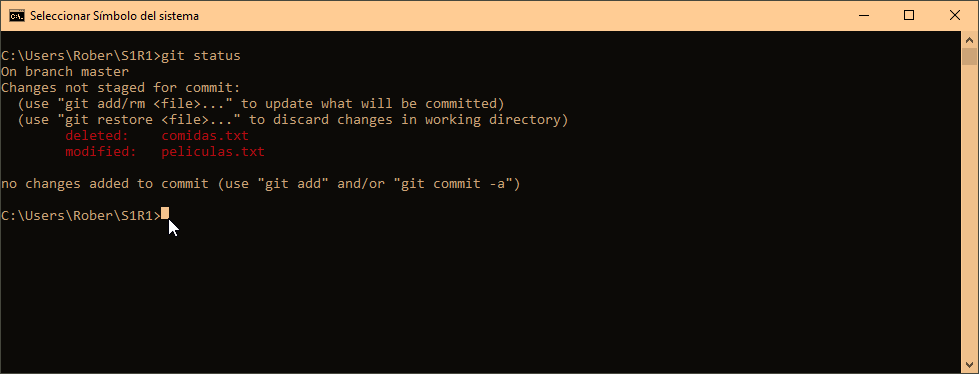 Seleccionar Símbolo del sistema
C:\Users\Rober\S1R1>git status
On branch master
Changes not staged for commit:
  (use "git add/rm <file>..." to update what will be committed)
  (use "git restore <file>..." to discard changes in working directory)
        deleted:    comidas.txt
        modified:   peliculas.txt
no changes added to commit (use "git add" and/or "git commit -a")
C:\Users\Rober\S1R1>